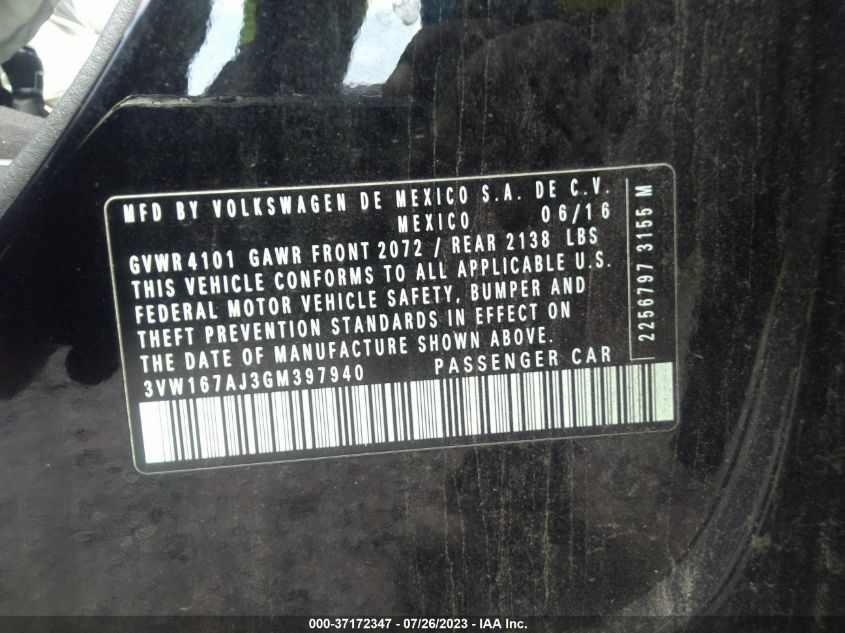 MFD BY VOLKSWAGEN DE MEXICO S.A. DE C.V.
MEXICO 06/16
GVWR 4101 GAWR FRONT 2072 / REAR 2138 LBS
THIS VEHICLE CONFORMS TO ALL APPLICABLE U.S.
FEDERAL MOTOR VEHICLE SAFETY, BUMPER AND
THEFT PREVENTION STANDARDS IN EFFECT ON
THE DATE OF MANUFACTURE SHOWN ABOVE.
3VW167AJ3GM397940 PASSENGER CAR
2256797 3155 M
000-37172347 - 07/26/2023 - IAA Inc.